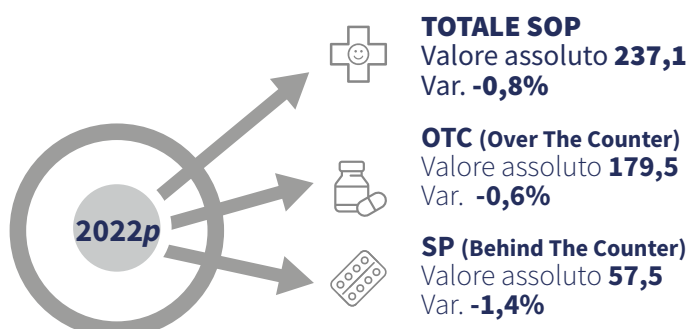 TOTALE SOP
Valore assoluto 237,1
Var. -0,8%
OTC (Over The Counter)
Valore assoluto 179,5
Var. -0,6%
2022p
SP (Behind The Counter)
Valore assoluto 57,5
Var. -1,4%